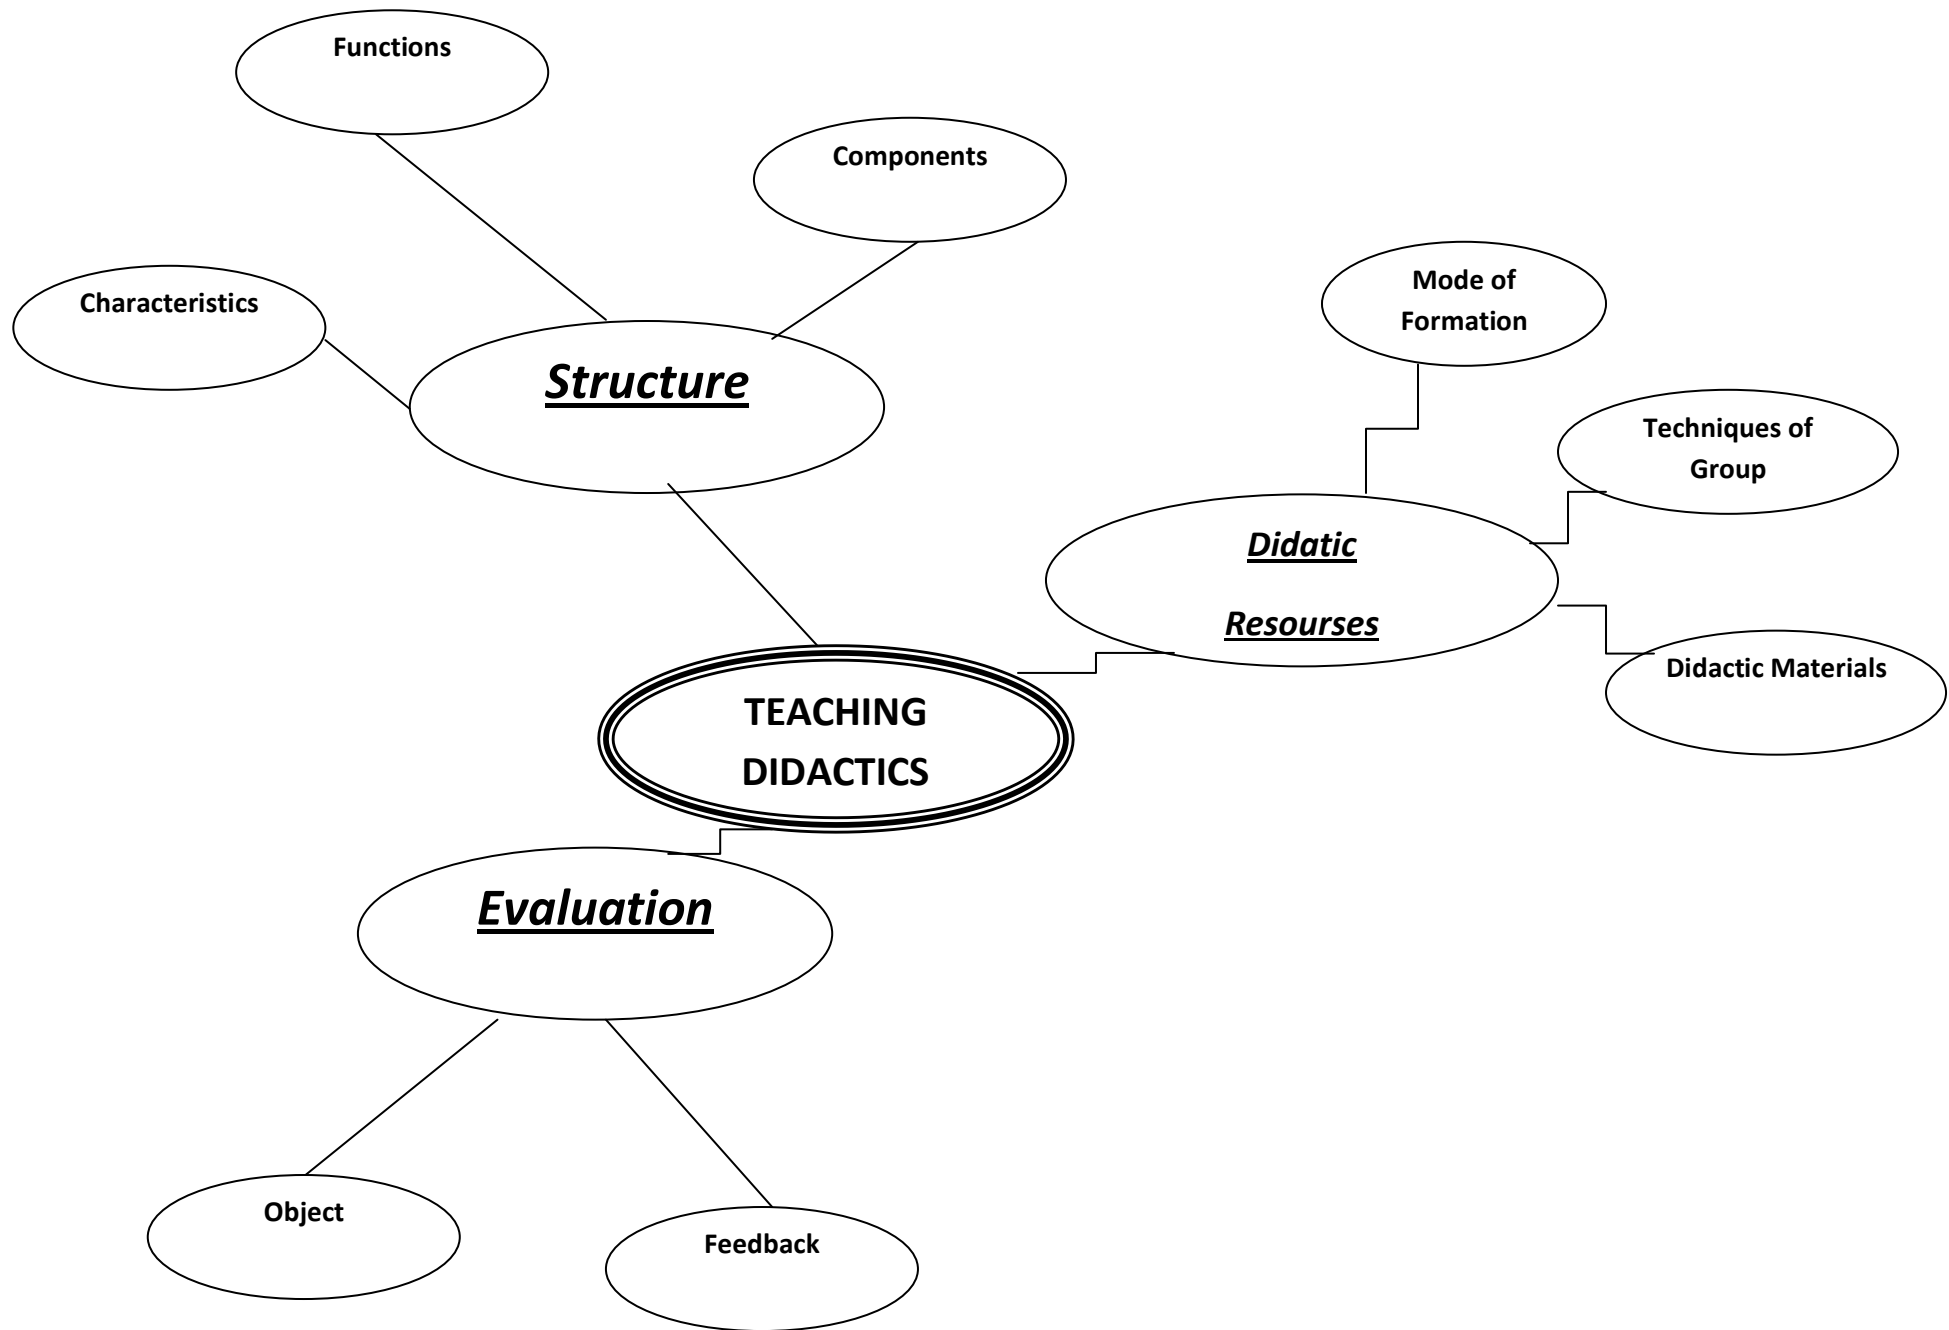 Functions
Components
Characteristics
Structure
Mode of
Formation
Techniques of
Group
Didatic
Resourses
Didactic Materials
TEACHING
DIDACTICS
Evaluation
Object
Feedback